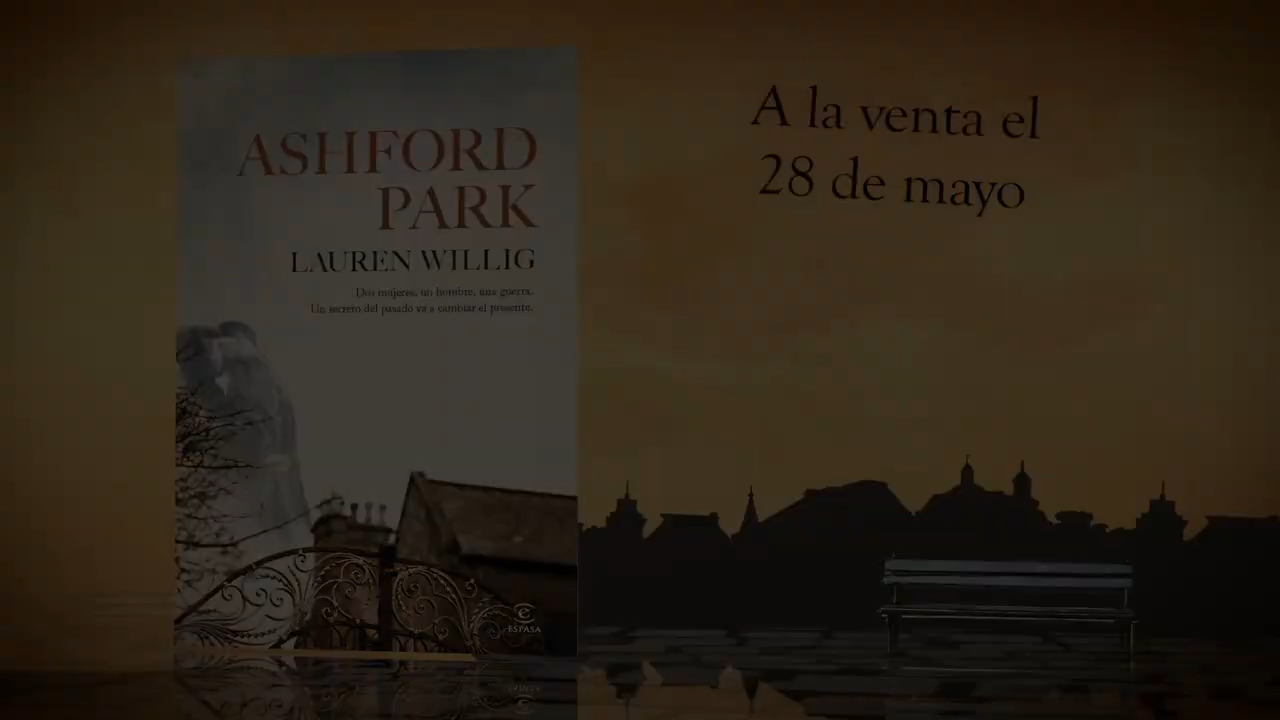 ASHFORD
PARK
LAUREN WILLIG
Dos mujeres, un hombre, una guerra.
Un secreto del pasado va a cambiar el presente.
ESPASA
A la venta el
28 de mayo